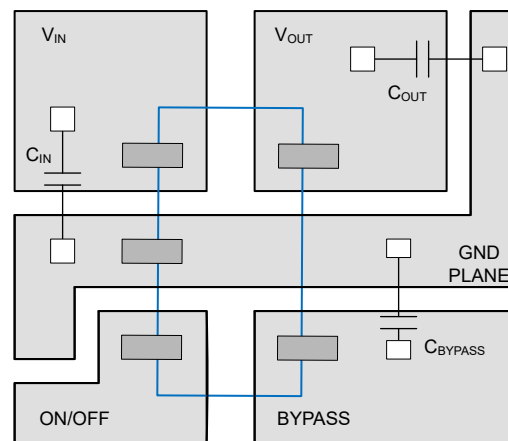 VIN
VOUT
COUT
CIN
GND
PLANE
CBYPASS
ON/OFF
BYPASS